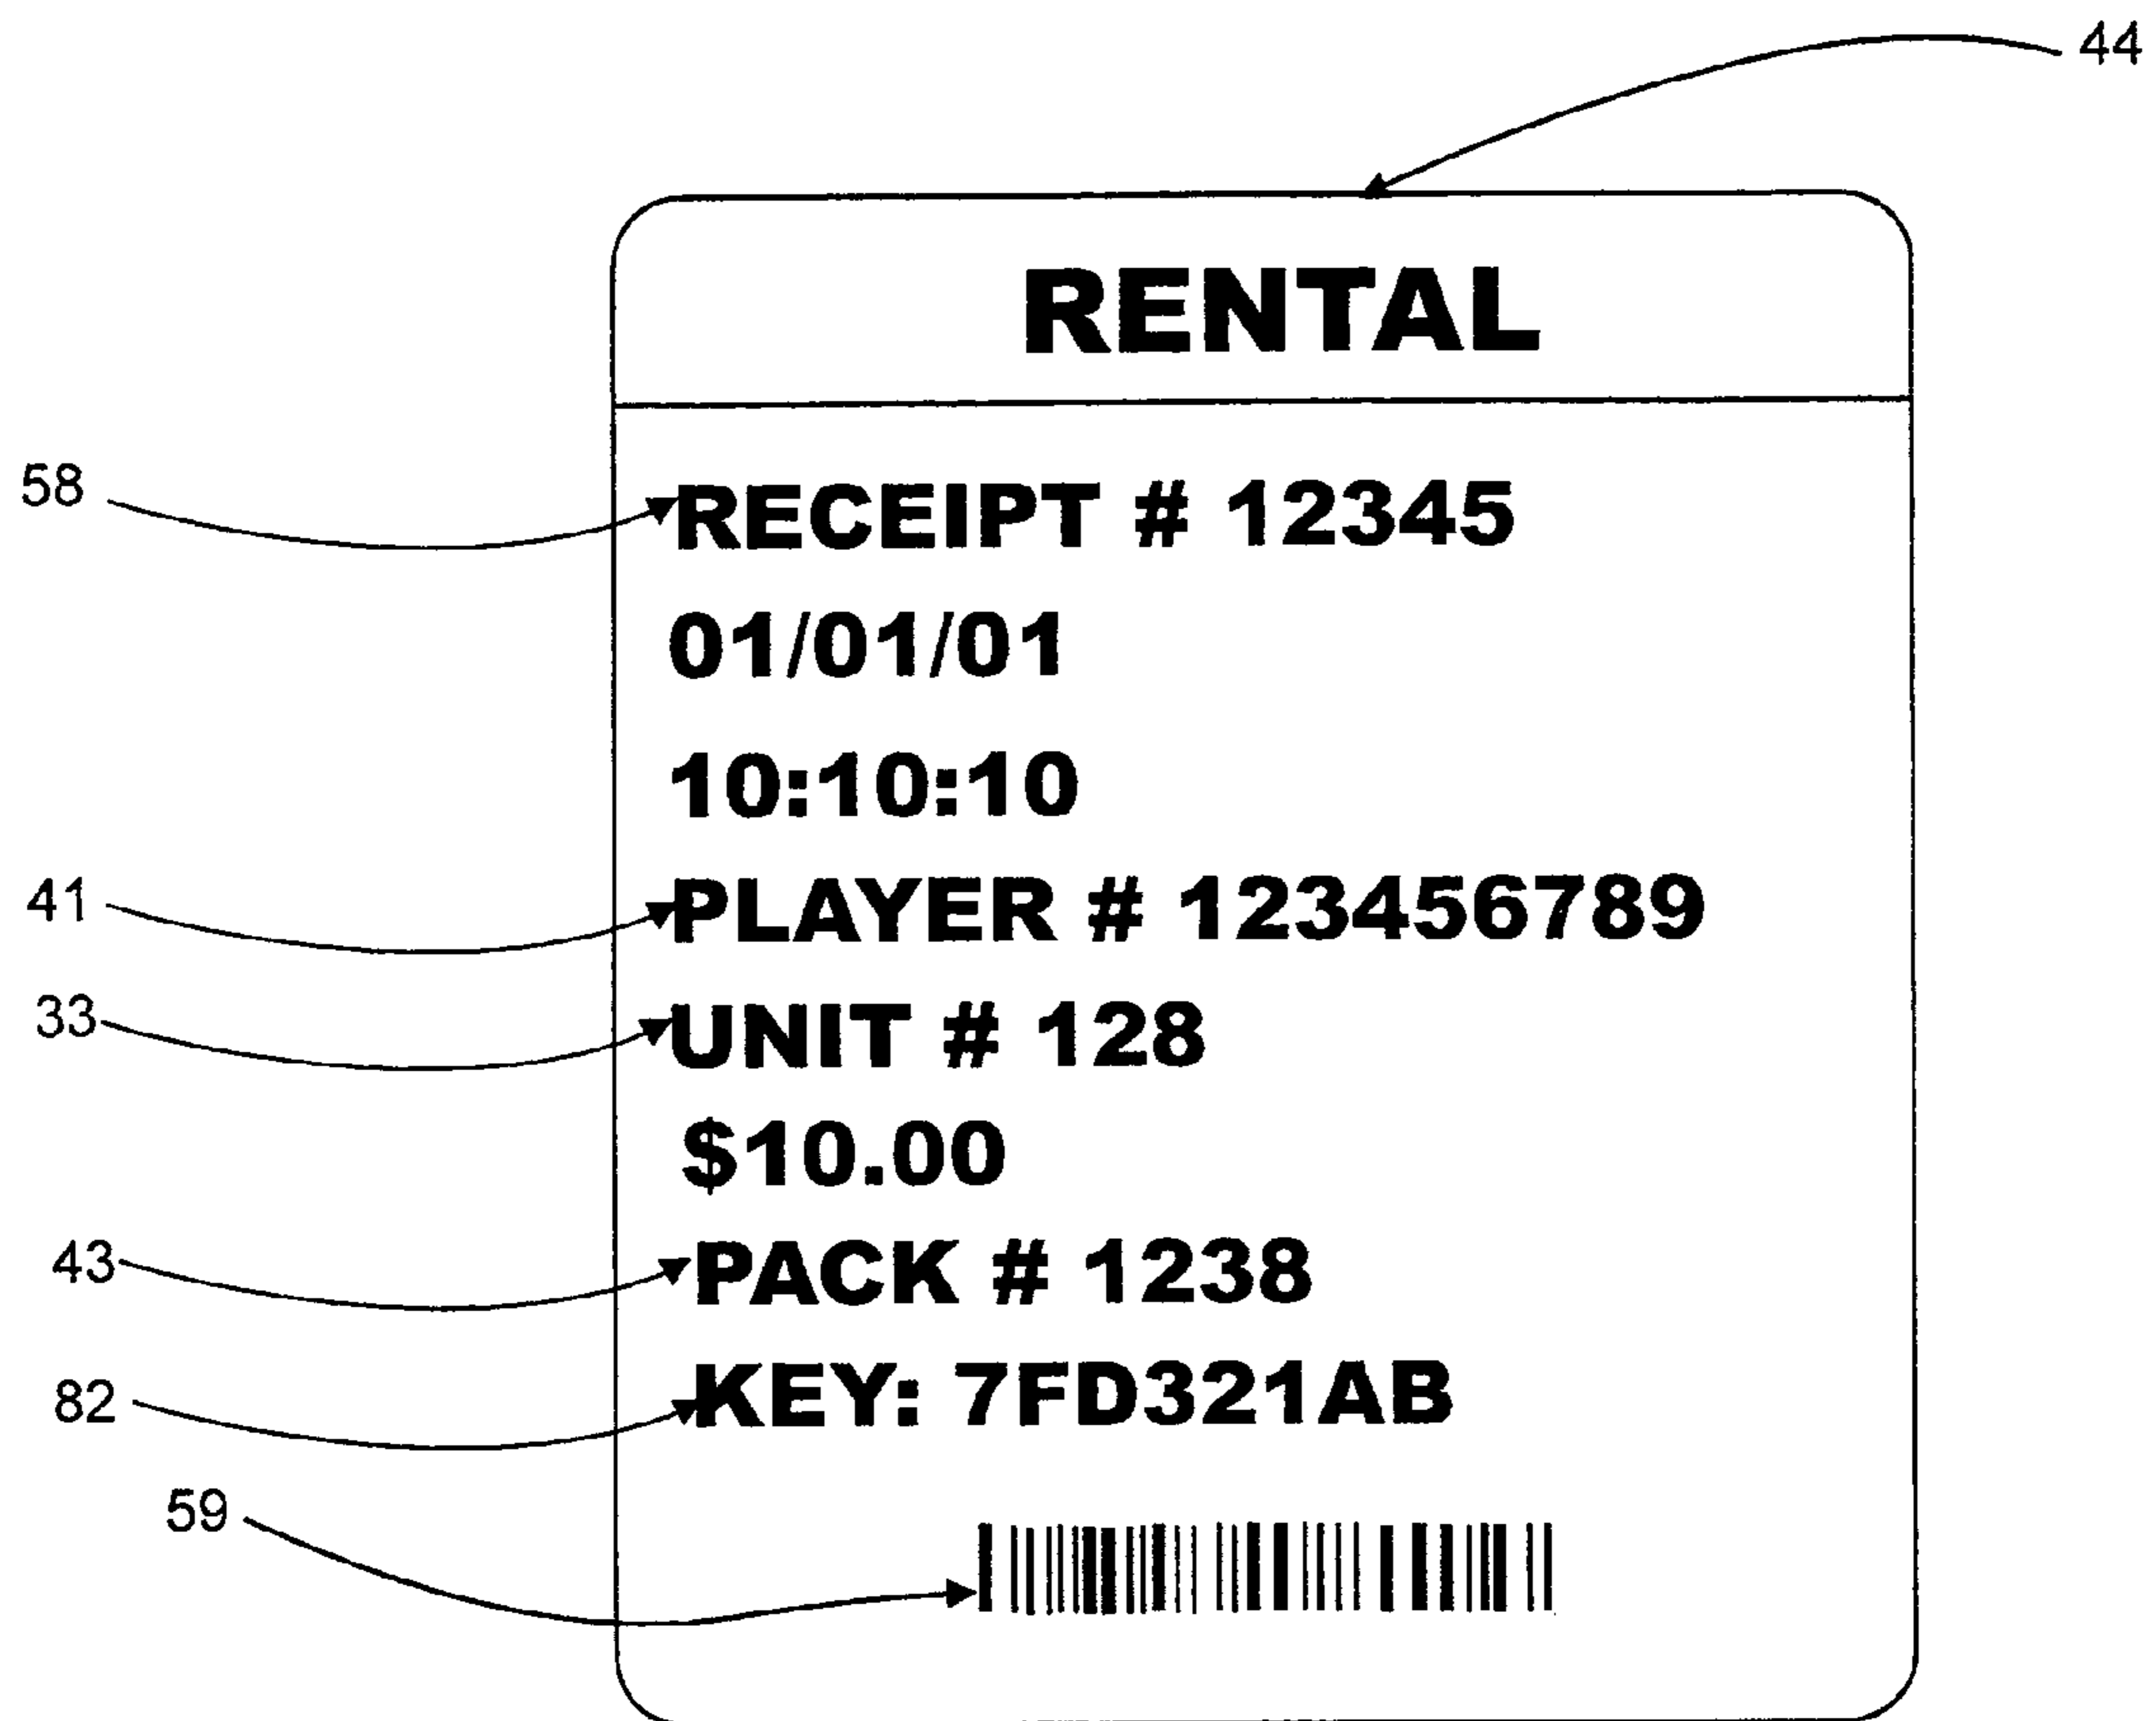 44
RENTAL
58 RECEIPT # 12345
01/01/01
10:10:10
41 PLAYER # 123456789
33 UNIT # 128
$10.00
43 PACK # 1238
82 KEY: 7FD321AB
59